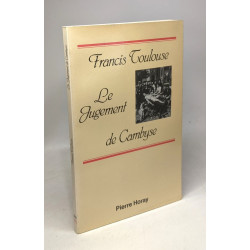 Francis Toulouse
Le
Jugement
de Cambyse
Pierre Horay